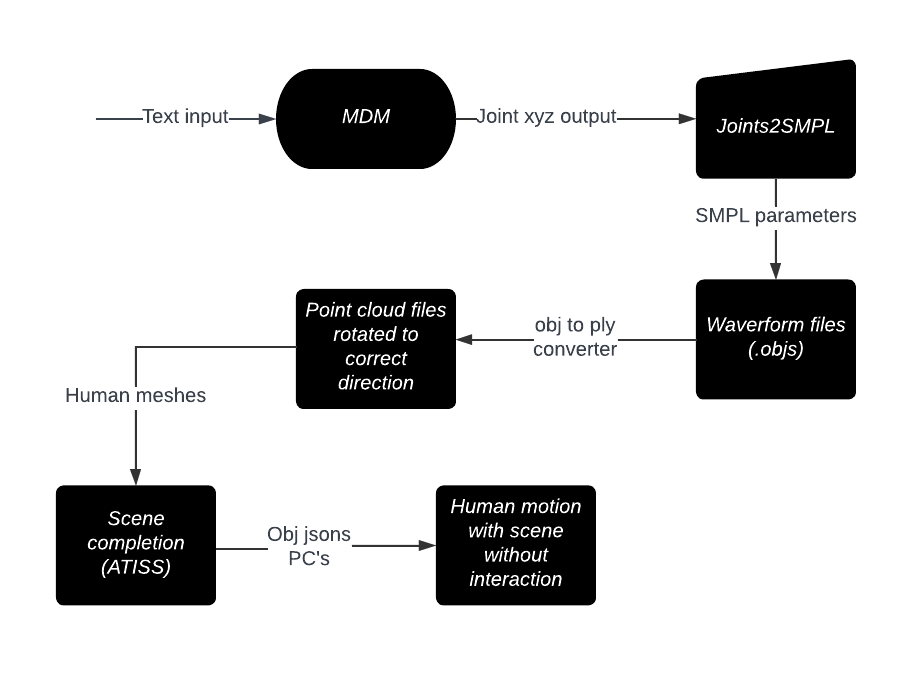 Text input
MDM
Joint xyz output
Joints2SMPL
SMPL parameters
Waverform files
(.objs)
obj to ply
converter
Point cloud files
rotated to
correct
direction
Human meshes
Scene
completion
(ATISS)
Obj jsons
PC's
Human motion
with scene
without
interaction